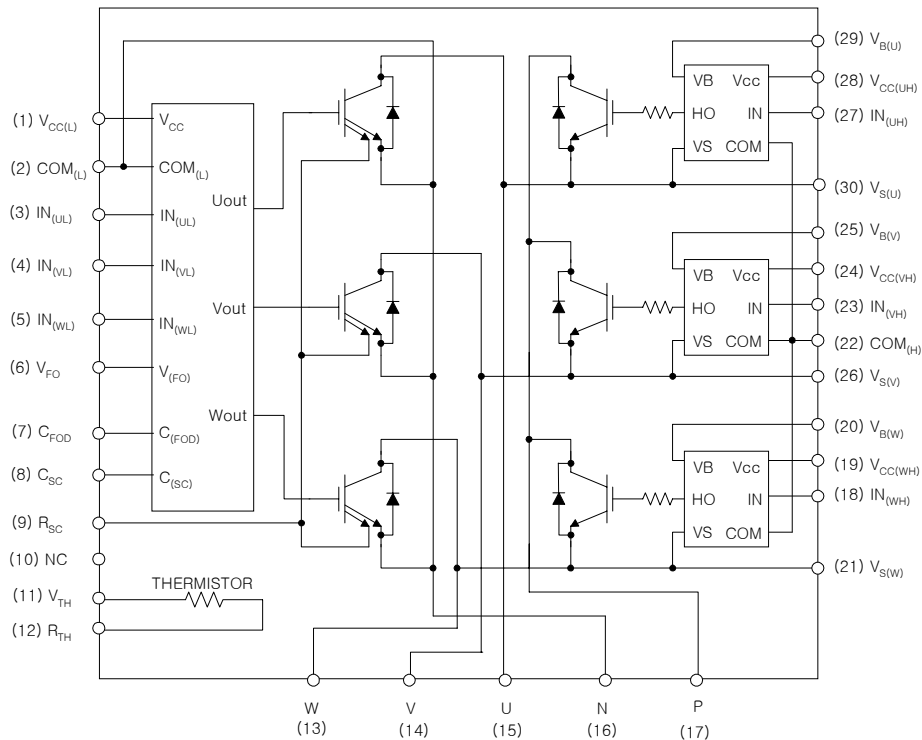 (1) VCC(L)
(2) COM(L)
(3) IN(UL)
(4) IN(VL)
(5) IN(WL)
(6) VFO
(7) CFOD
(8) CSC
(9) RSC
(10) NC
(11) VTH
(12) RTH
THERMISTOR
VCC
COM(L)
IN(UL)
IN(VL)
IN(WL)
V(FO)
C(FOD)
C(SC)
Uout
Vout
Wout
VB Vcc
HO IN
VS COM
VB Vcc
HO IN
VS COM
VB Vcc
HO IN
VS COM
(29) VB(U)
(28) VCC(UH)
(27) IN(UH)
(30) VS(U)
(25) VB(V)
(24) VCC(VH)
(23) IN(VH)
(22) COM(H)
(26) VS(V)
(20) VB(W)
(19) VCC(WH)
(18) IN(WH)
(21) VS(W)
W V U N P
(13) (14) (15) (16) (17)